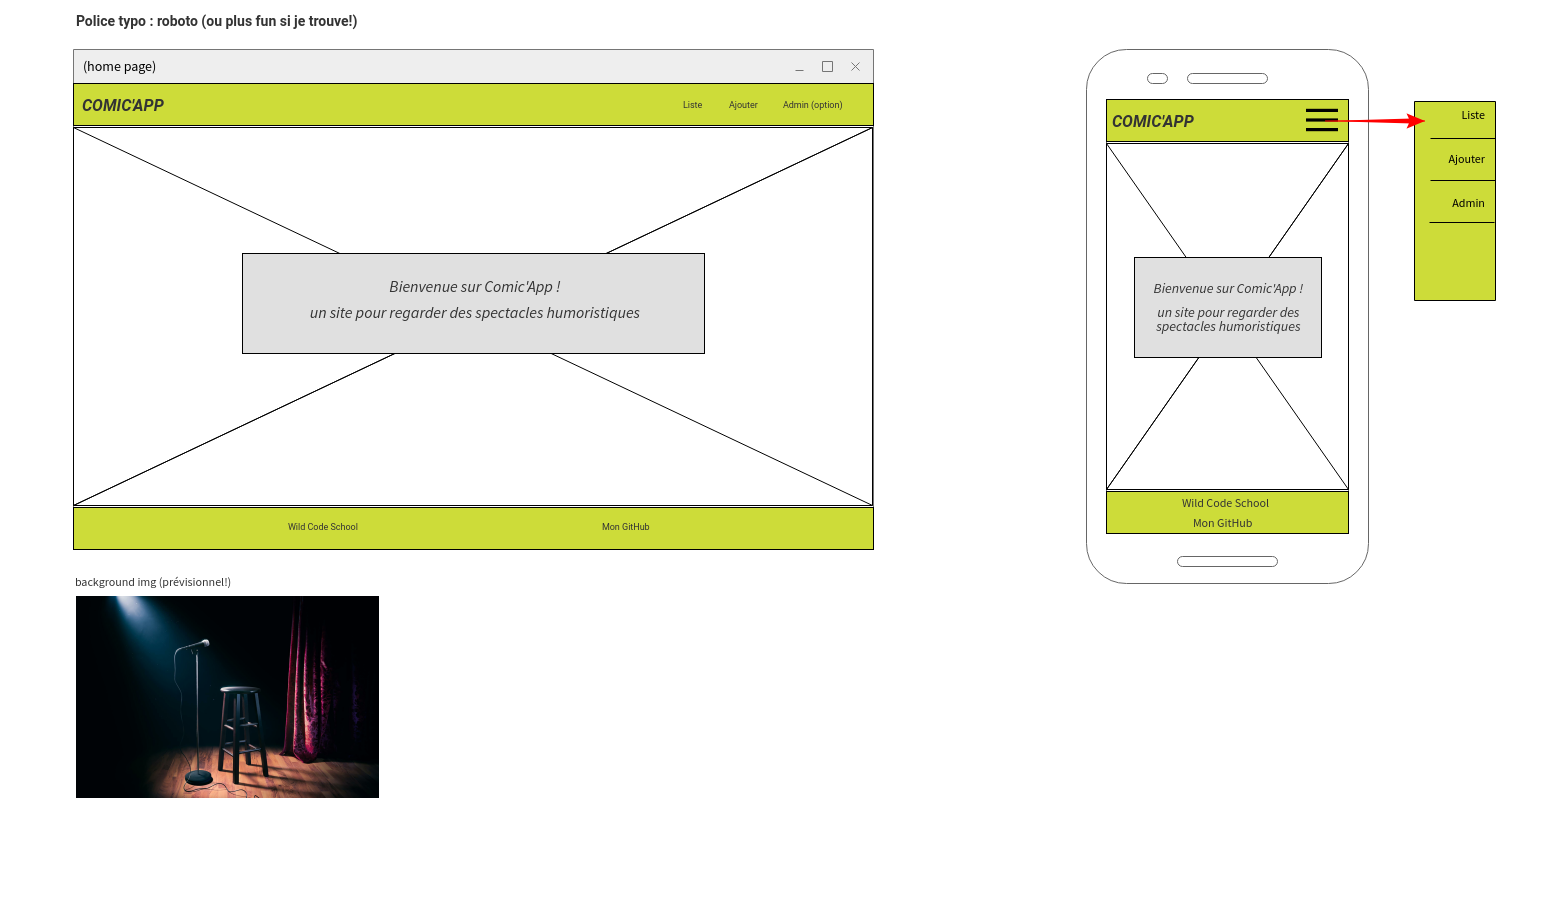 Police typo : roboto (ou plus fun si je trouve!)
(home page)
COMIC'APP
Liste
Ajouter
Admin (option)
Bienvenue sur Comic'App !
un site pour regarder des spectacles humoristiques
Wild Code School
Mon GitHub
background img (prévisionnel!)
COMIC'APP
Bienvenue sur Comic'App !
un site pour regarder des
spectacles humoristiques
Wild Code School
Mon GitHub
Liste
Ajouter
Admin